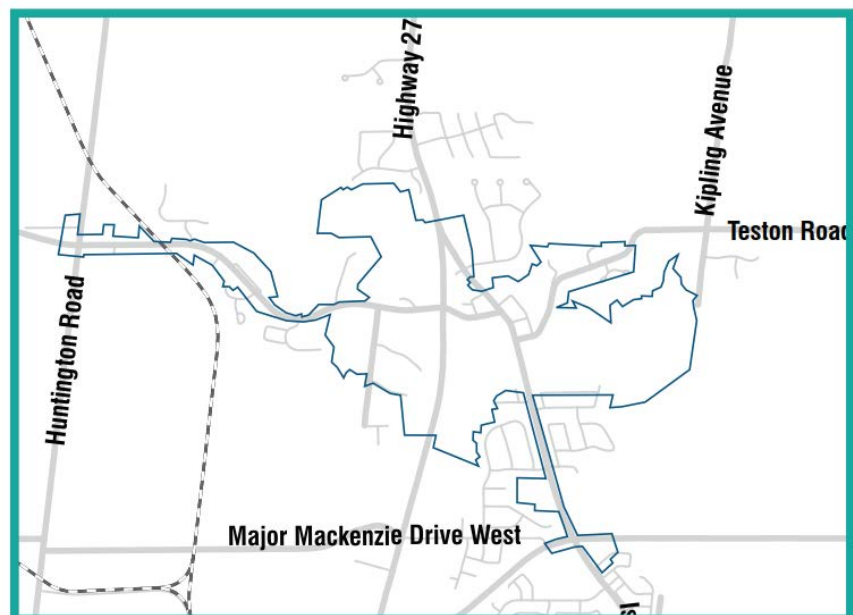 Highway 27
Kipling Avenue
Teston Road
Huntington Road
Major Mackenzie Drive West